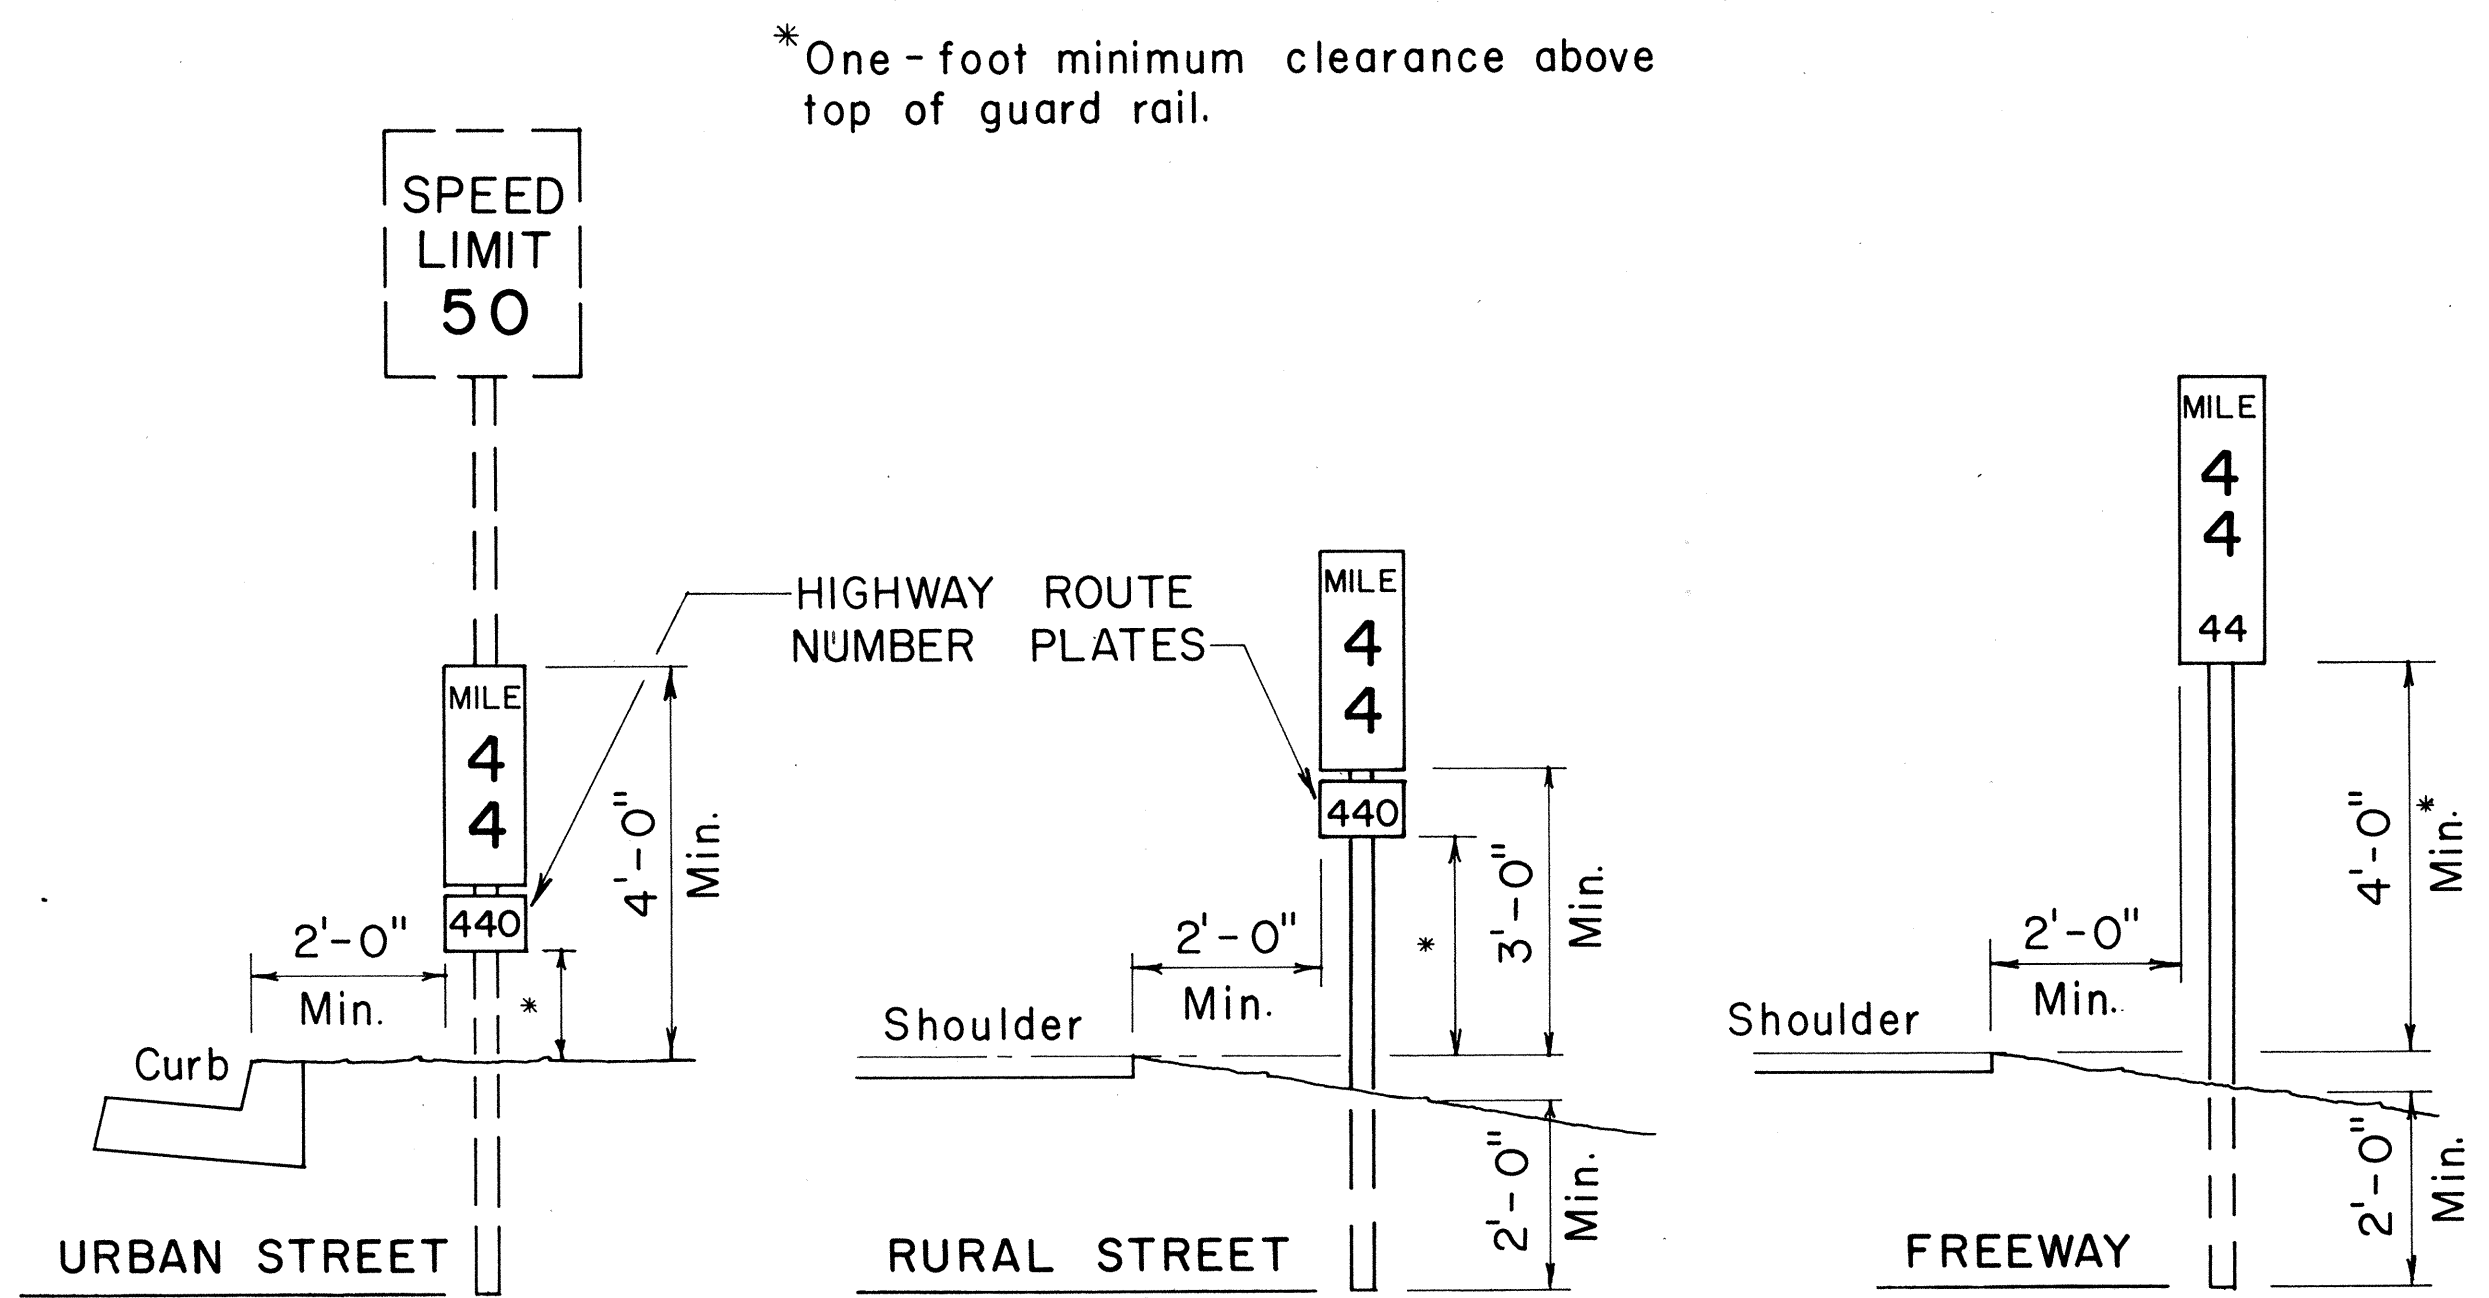 *One-foot minimum clearance above
top of guard rail.
SPEED
LIMIT
50
HIGHWAY ROUTE
NUMBER PLATES
MILE
4
4
440
4'-0"
Min.
2'-0"
Min.
*
Curb
URBAN STREET
MILE
4
4
440
3'-0"
Min.
*
2'-0"
Min.
Shoulder
2'-0"
Min.
RURAL STREET
MILE
4
4
44
4'-0"
Min.*
2'-0"
Min.
Shoulder
2'-0"
Min.
FREEWAY